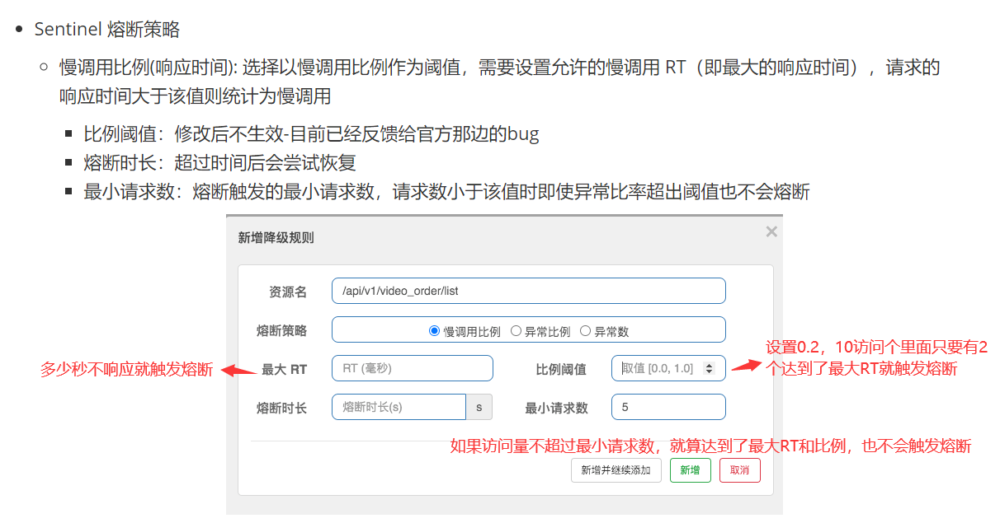 Sentinel 熔断策略
慢调用比例(响应时间): 选择以慢调用比例作为阈值，需要设置允许的慢调用 RT（即最大的响应时间），请求的
响应时间大于该值则统计为慢调用
比例阈值：修改后不生效-目前已经反馈给官方那边的bug
熔断时长：超过时间后会尝试恢复
最小请求数：熔断触发的最小请求数，请求数小于该值时即使异常比率超出阈值也不会熔断
新增降级规则
资源名 /api/v1/video_order/list
熔断策略 慢调用比例 异常比例 异常数
设置0.2，10访问个里面只要有2
个达到了最大RT就触发熔断
多少秒不响应就触发熔断 最大 RT RT (毫秒) 比例阈值 取值 [0.0, 1.0]
熔断时长 熔断时长(s) s 最小请求数 5
如果访问量不超过最小请求数，就算达到了最大RT和比例，也不会触发熔断
新增并继续添加 新增 取消